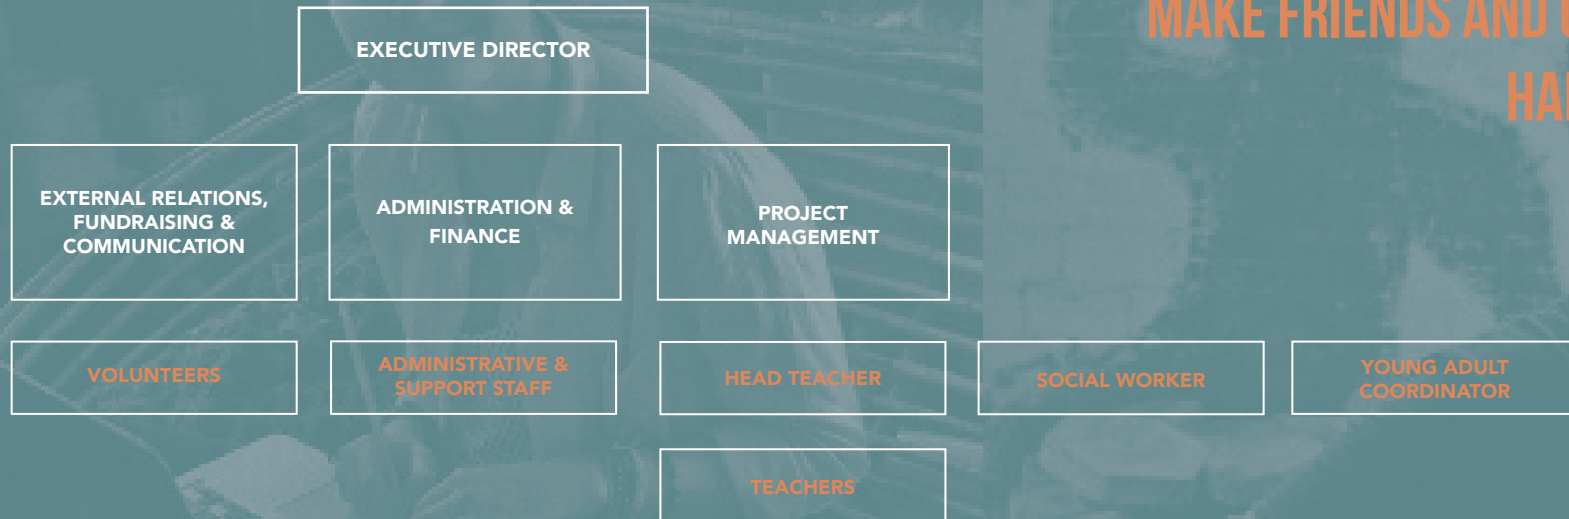 MAKE FRIENDS AND
EXECUTIVE DIRECTOR
EXTERNAL RELATIONS,
FUNDRAISING &
COMMUNICATION
ADMINISTRATION &
FINANCE
PROJECT
MANAGEMENT
VOLUNTEERS
ADMINISTRATIVE &
SUPPORT STAFF
HEAD TEACHER
SOCIAL WORKER
YOUNG ADULT
COORDINATOR
TEACHERS